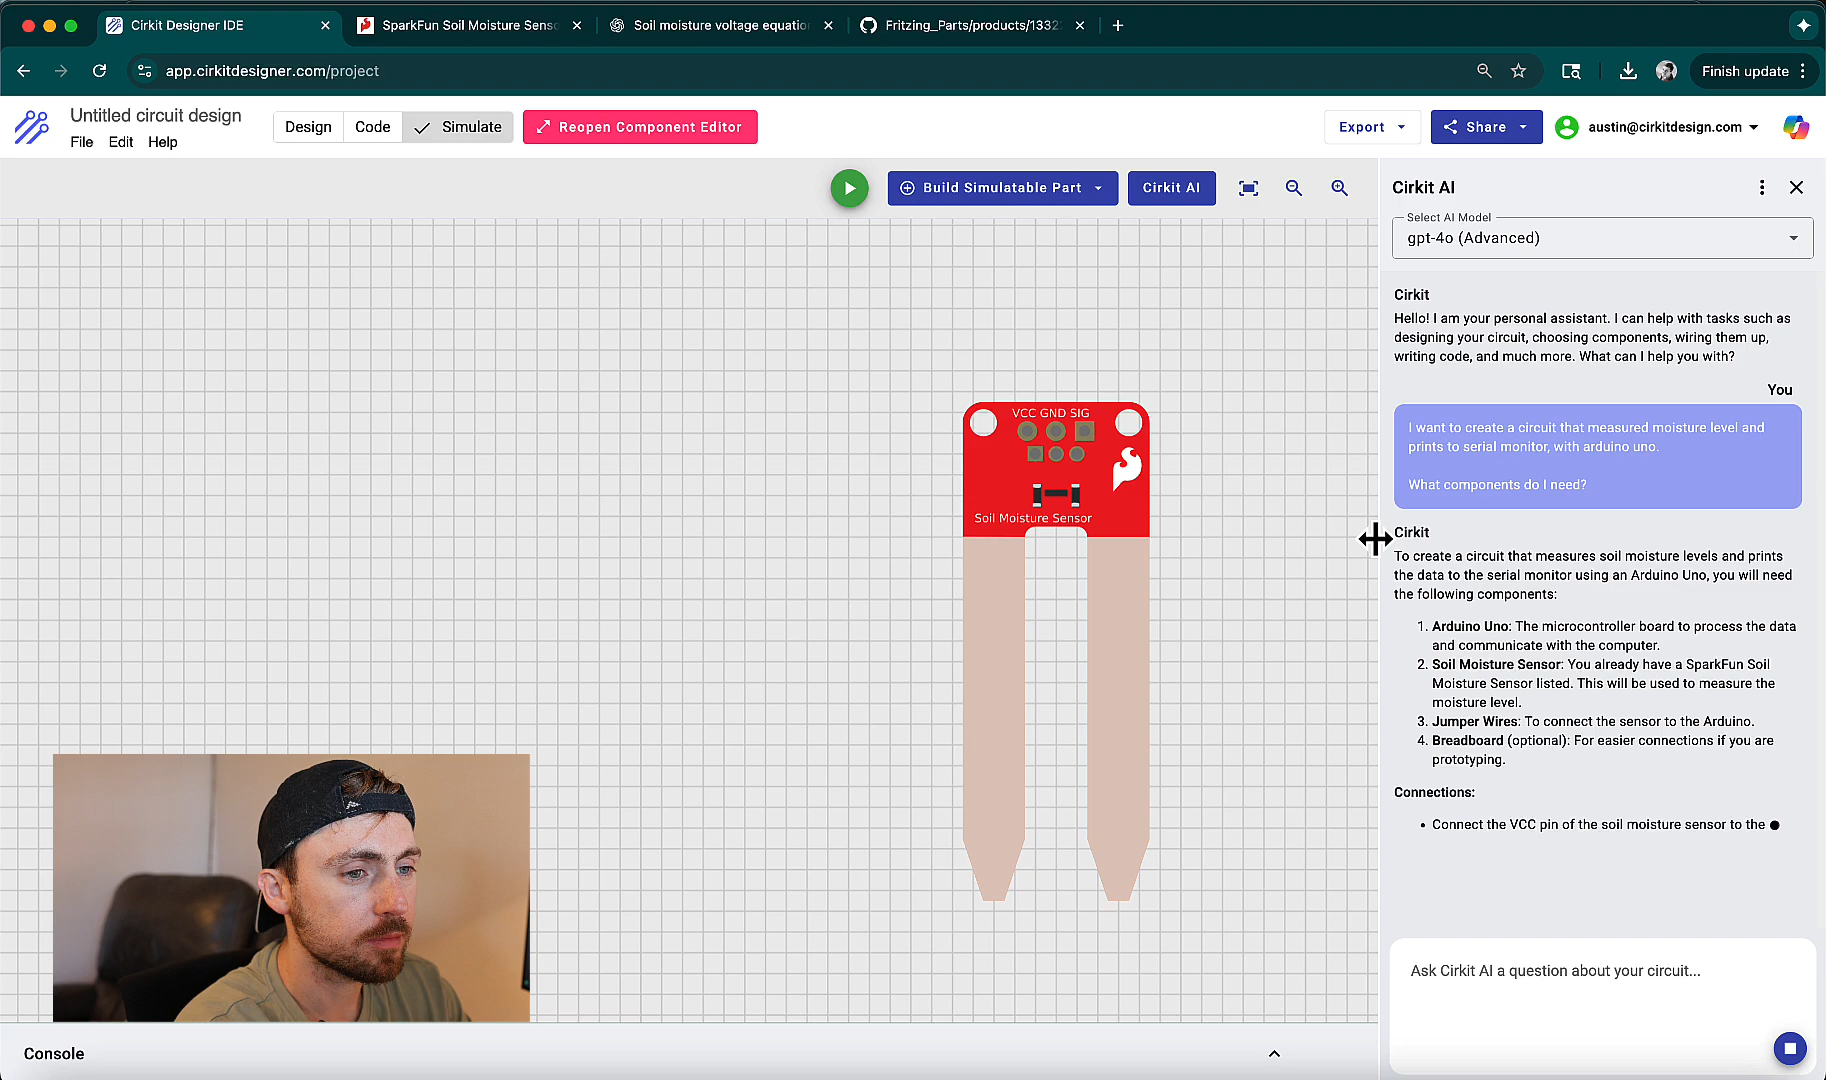 Cirkit Designer IDE
SparkFun Soil Moisture Senso
Soil moisture voltage equatio
Fritzing_Parts/products/1332
app.cirkitdesigner.com/project
Finish update
Untitled circuit design
File Edit Help
Design Code Simulate
Reopen Component Editor
Export
Share
austin@cirkitdesign.com
Build Simulatable Part
Cirkit AI
Cirkit AI
Select AI Model
gpt-4o (Advanced)
Cirkit
Hello! I am your personal assistant. I can help with tasks such as
designing your circuit, choosing components, wiring them up,
writing code, and much more. What can I help you with?
You
I want to create a circuit that measured moisture level and
prints to serial monitor, with arduino uno.
What components do I need?
Cirkit
To create a circuit that measures soil moisture levels and prints
the data to the serial monitor using an Arduino Uno, you will need
the following components:
1. Arduino Uno: The microcontroller board to process the data
and communicate with the computer.
2. Soil Moisture Sensor: You already have a SparkFun Soil
Moisture Sensor listed. This will be used to measure the
moisture level.
3. Jumper Wires: To connect the sensor to the Arduino.
4. Breadboard (optional): For easier connections if you are
prototyping.
Connections:
• Connect the VCC pin of the soil moisture sensor to the
Ask Cirkit AI a question about your circuit...
VCC GND SIG
Soil Moisture Sensor
Console